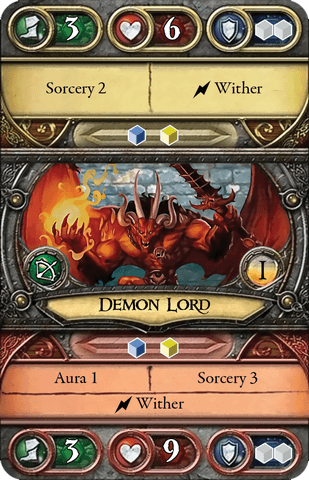 3 6
Sorcery 2 Wither
I
Demon Lord
Aura 1 Sorcery 3
Wither
3 9